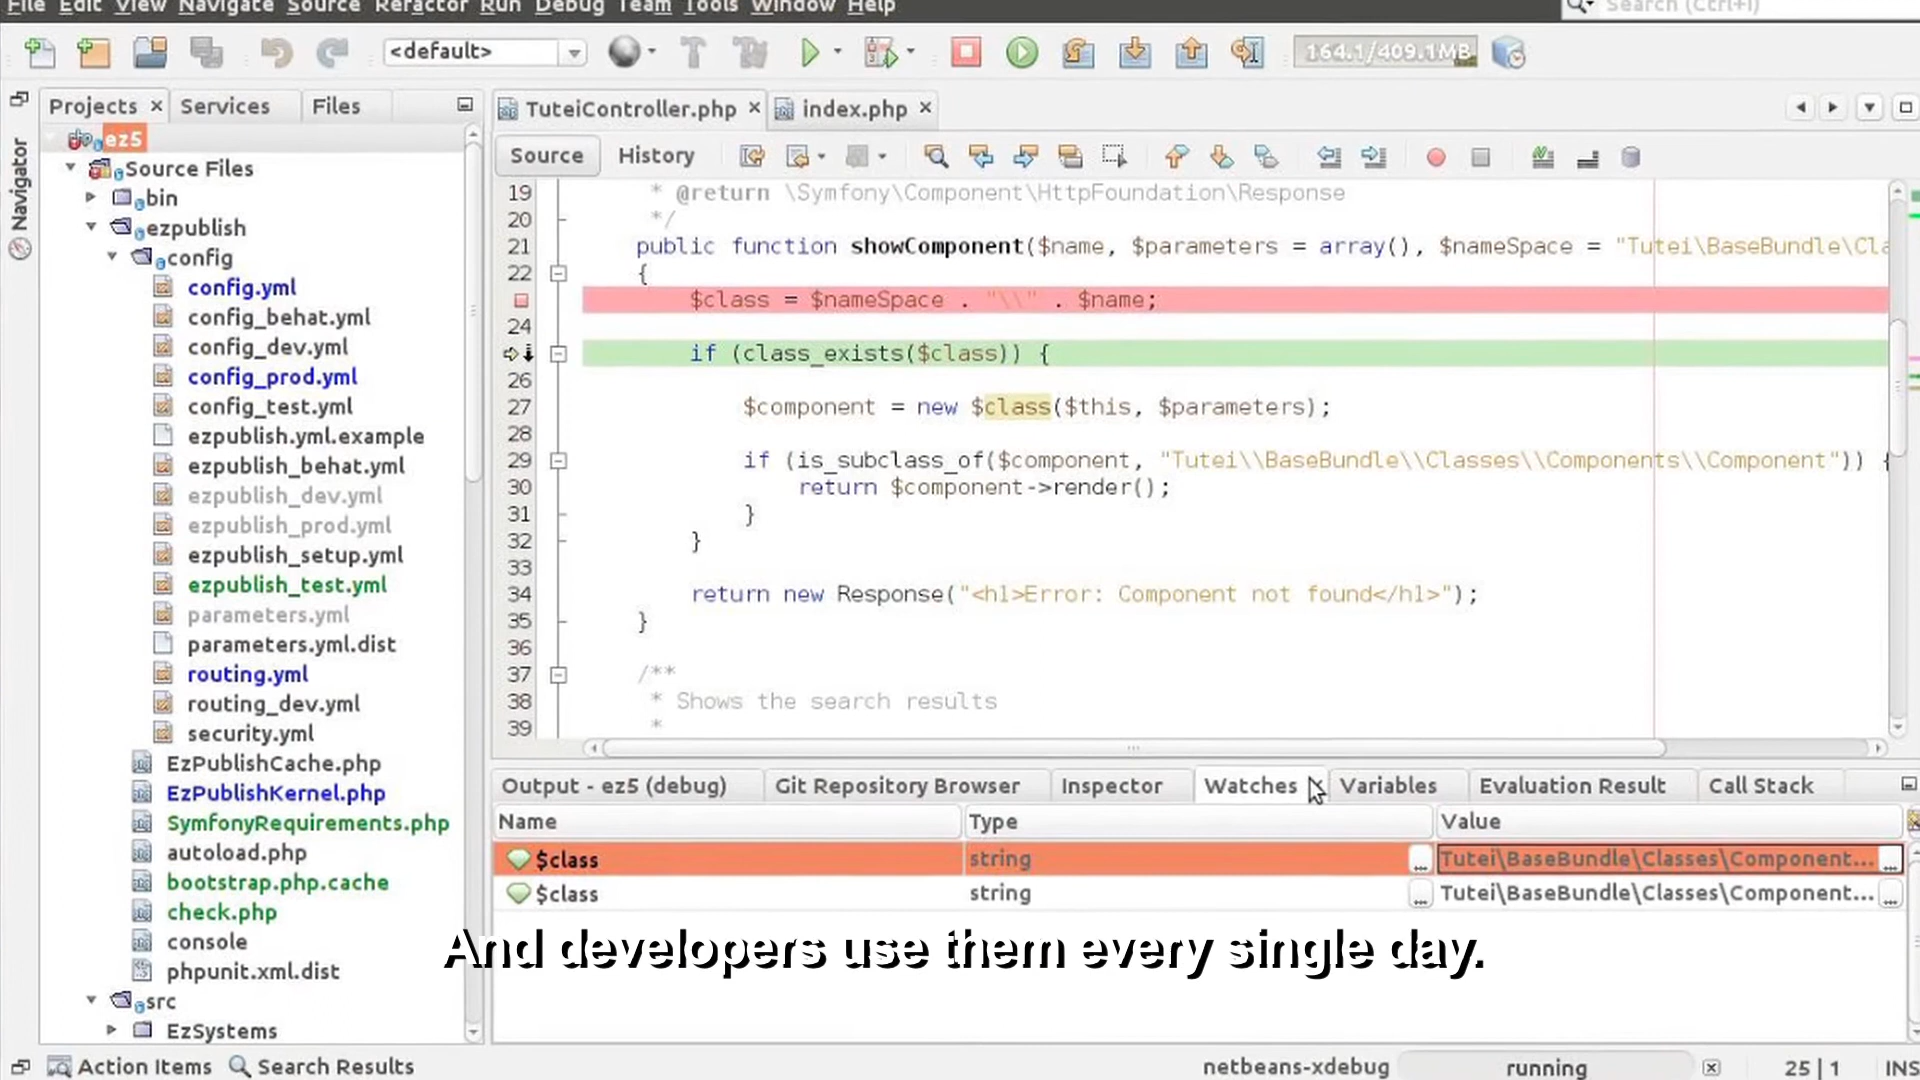 File Edit View Navigate Source Refactor Run Debug Team Tools Window Help
Search (Ctrl+I)
<default>
164.1/409.1MB
Projects
Services
Files
TuteiController.php
index.php
Navigator
Source
History
ez5
Source Files
bin
ezpublish
config
config.yml
config_behat.yml
config_dev.yml
config_prod.yml
config_test.yml
ezpublish.yml.example
ezpublish_behat.yml
ezpublish_dev.yml
ezpublish_prod.yml
ezpublish_setup.yml
ezpublish_test.yml
parameters.yml
parameters.yml.dist
routing.yml
routing_dev.yml
security.yml
EzPublishCache.php
EzPublishKernel.php
SymfonyRequirements.php
autoload.php
bootstrap.php.cache
check.php
console
phpunit.xml.dist
src
EzSystems
19 * @return \Symfony\Component\HttpFoundation\Response
20 */
21 public function showComponent($name, $parameters = array(), $nameSpace = "Tutei\BaseBundle\Cla
22 {
$class = $nameSpace . "\\" . $name;
24
if (class_exists($class)) {
26
27 $component = new $class($this, $parameters);
28
29 if (is_subclass_of($component, "Tutei\\BaseBundle\\Classes\\Components\\Component")) {
30 return $component->render();
31 }
32 }
33
34 return new Response("<h1>Error: Component not found</h1>");
35 }
36
37 /**
38 * Shows the search results
39 *
Output - ez5 (debug)
Git Repository Browser
Inspector
Watches
Variables
Evaluation Result
Call Stack
Name Type Value
$class string ... Tutei\BaseBundle\Classes\Component... ...
$class string ... Tutei\BaseBundle\Classes\Component... ...
And developers use them every single day.
Action Items
Search Results
netbeans-xdebug
running
25 | 1
INS